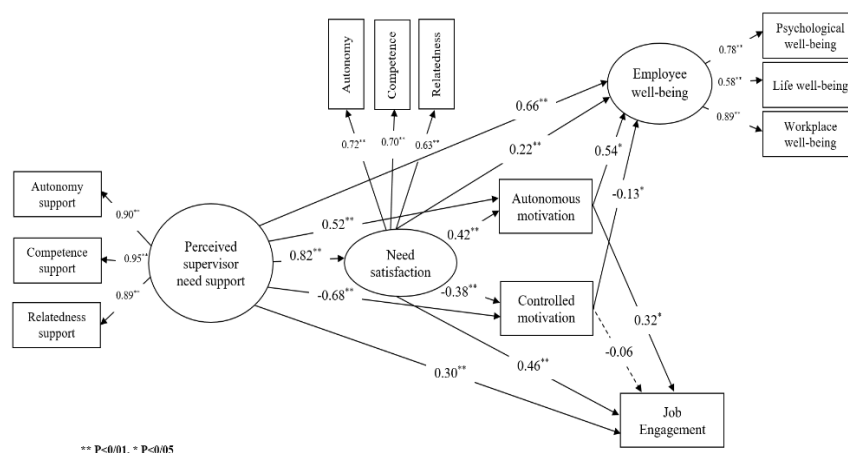 Autonomy
Competence
Relatedness
0.72**
0.70**
0.63**
Employee
well-being
0.78**
0.58**
0.89**
Psychological
well-being
Life well-being
Workplace
well-being
0.66**
0.22**
0.54*
-0.13*
Autonomy
support
Competence
support
Relatedness
support
0.90**
0.95**
0.89**
Perceived
supervisor
need support
0.52**
0.82**
-0.68**
0.30**
Need
satisfaction
0.42**
-0.38**
0.46**
Autonomous
motivation
Controlled
motivation
0.32*
-0.06
Job
Engagement
** P<0/01, * P<0/05